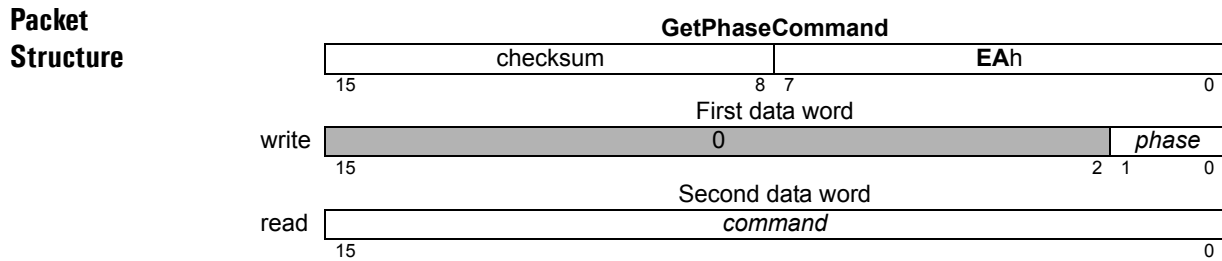 Packet
Structure
GetPhaseCommand
checksum EAh
15 8 7 0
First data word
write 0 phase
15 2 1 0
Second data word
read command
15 0